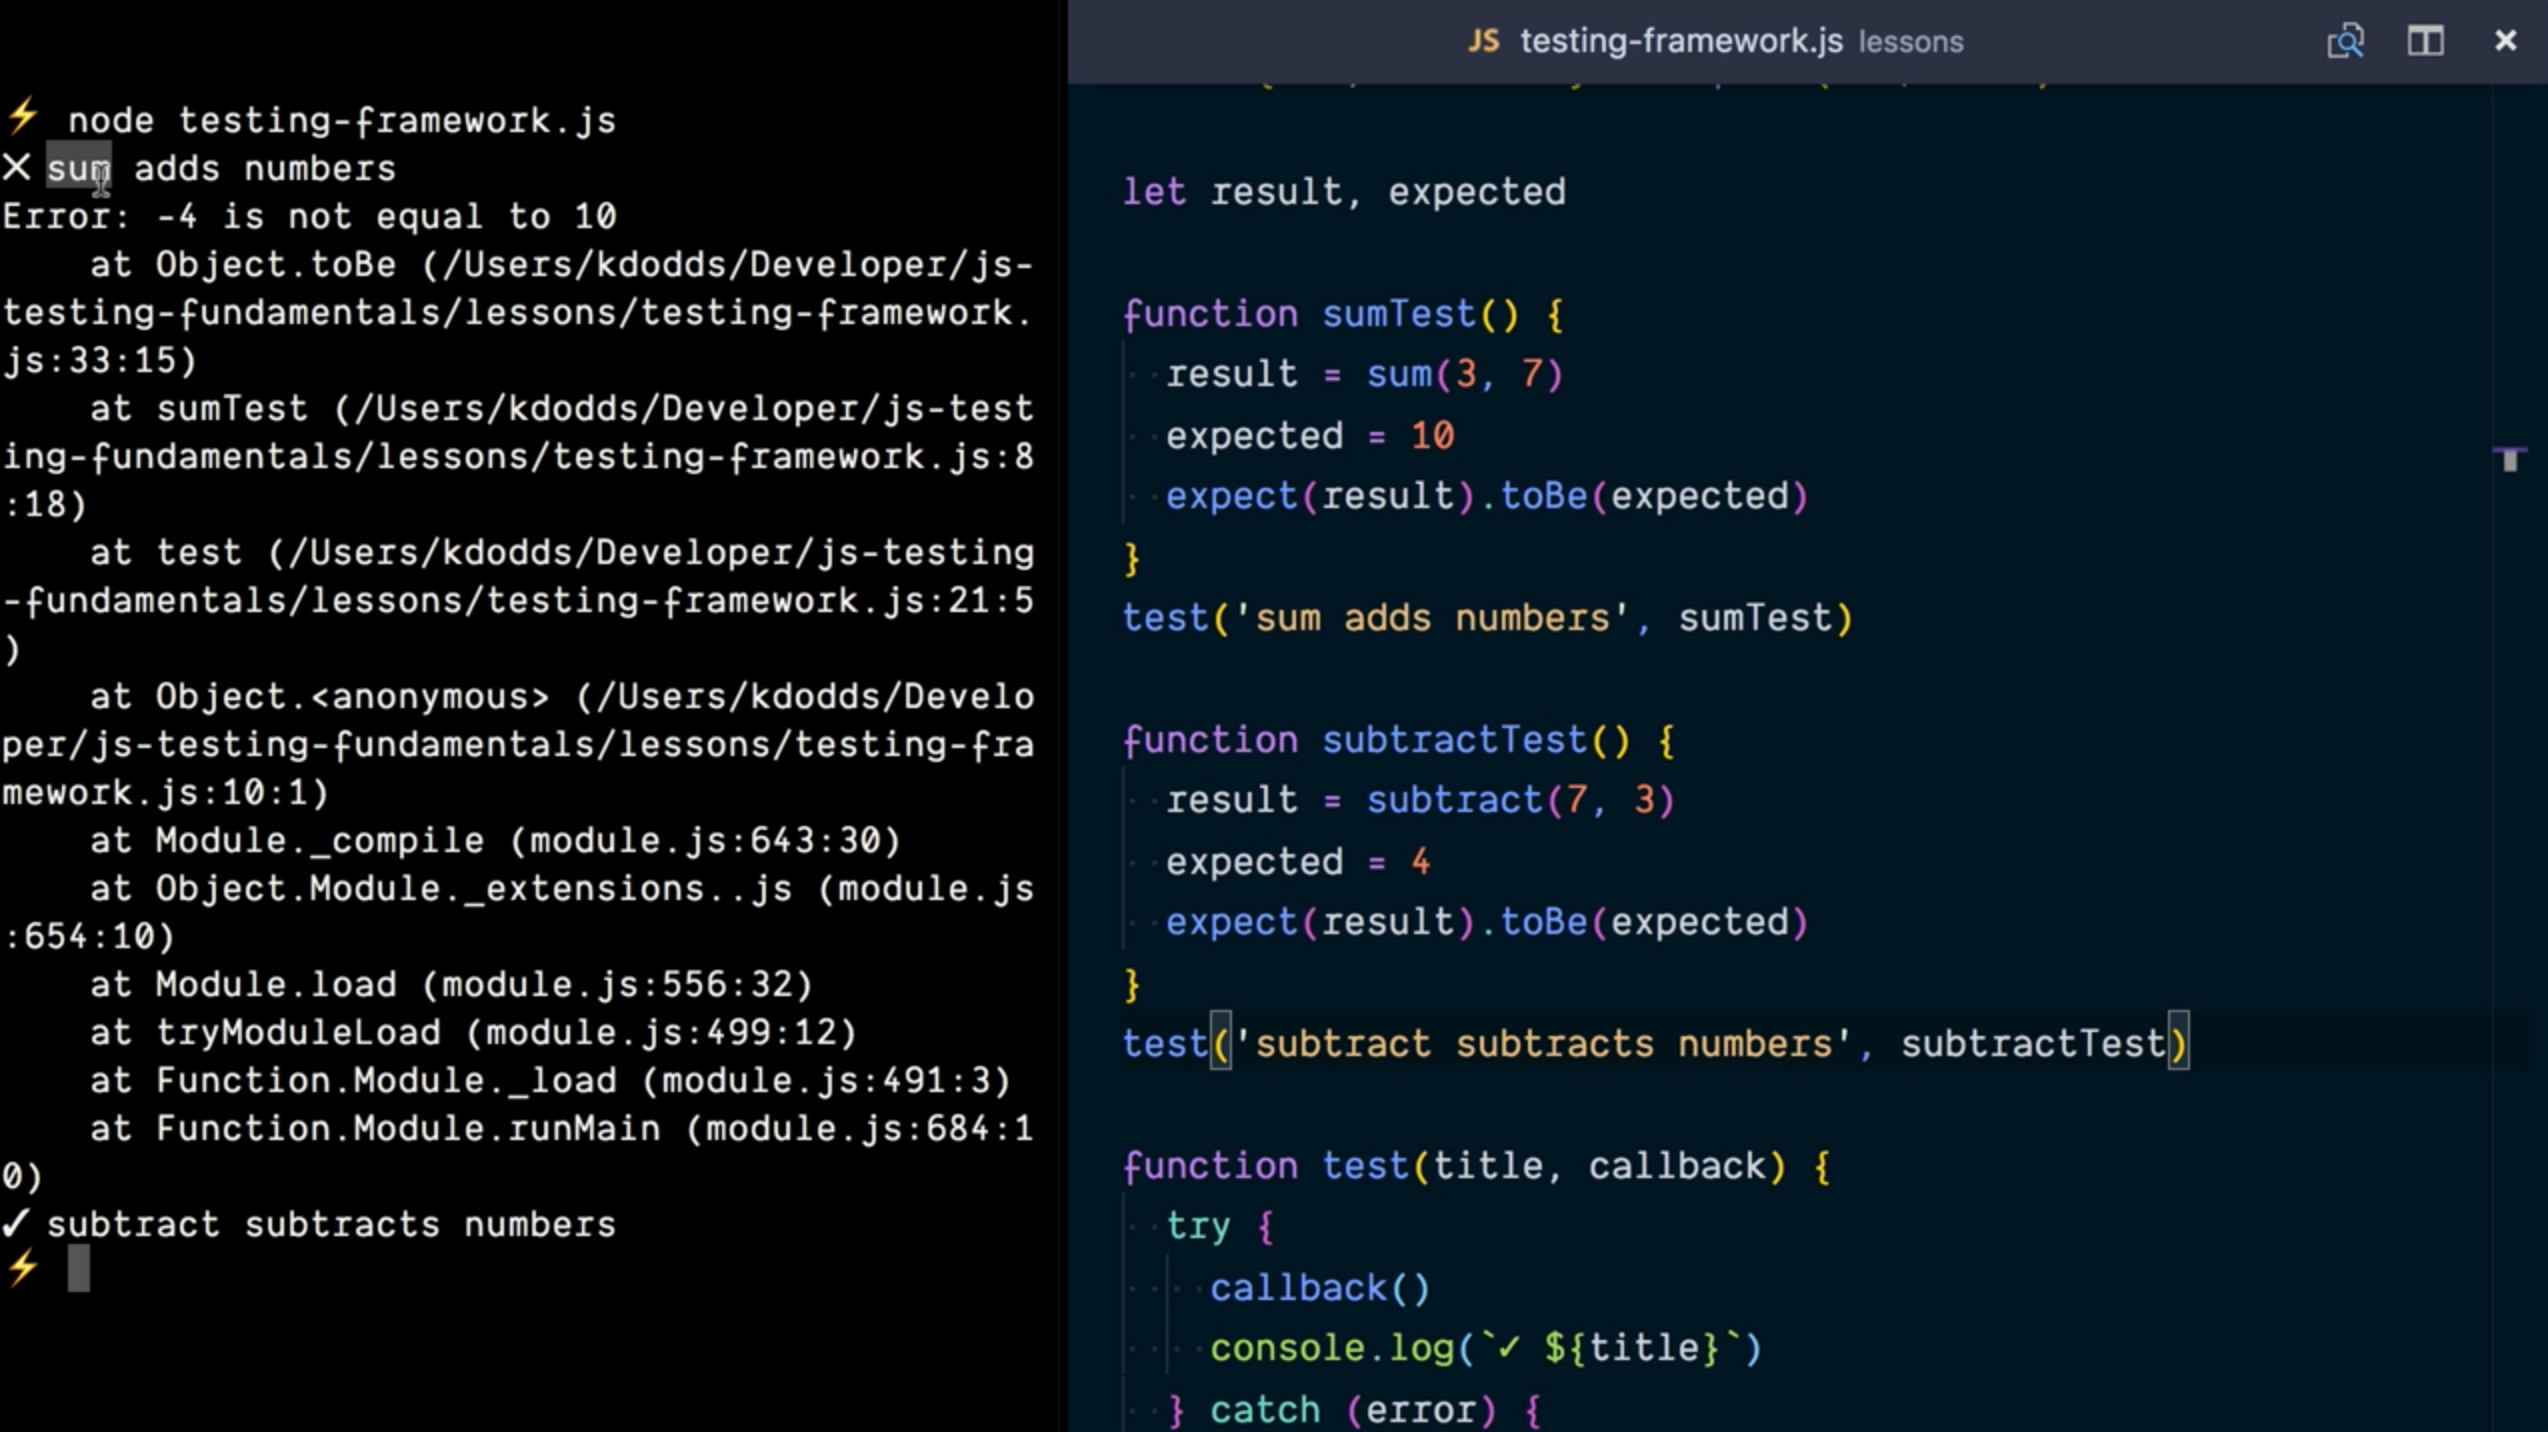 ⚡ node testing-framework.js
✕ sum adds numbers
Error: -4 is not equal to 10
    at Object.toBe (/Users/kdodds/Developer/js-
testing-fundamentals/lessons/testing-framework.
js:33:15)
    at sumTest (/Users/kdodds/Developer/js-test
ing-fundamentals/lessons/testing-framework.js:8
:18)
    at test (/Users/kdodds/Developer/js-testing
-fundamentals/lessons/testing-framework.js:21:5
)
    at Object.<anonymous> (/Users/kdodds/Develo
per/js-testing-fundamentals/lessons/testing-fra
mework.js:10:1)
    at Module._compile (module.js:643:30)
    at Object.Module._extensions..js (module.js
:654:10)
    at Module.load (module.js:556:32)
    at tryModuleLoad (module.js:499:12)
    at Function.Module._load (module.js:491:3)
    at Function.Module.runMain (module.js:684:1
0)
✓ subtract subtracts numbers
⚡
JS testing-framework.js lessons
let result, expected
function sumTest() {
  result = sum(3, 7)
  expected = 10
  expect(result).toBe(expected)
}
test('sum adds numbers', sumTest)
function subtractTest() {
  result = subtract(7, 3)
  expected = 4
  expect(result).toBe(expected)
}
test('subtract subtracts numbers', subtractTest)
function test(title, callback) {
  try {
    callback()
    console.log(`✓ ${title}`)
  } catch (error) {